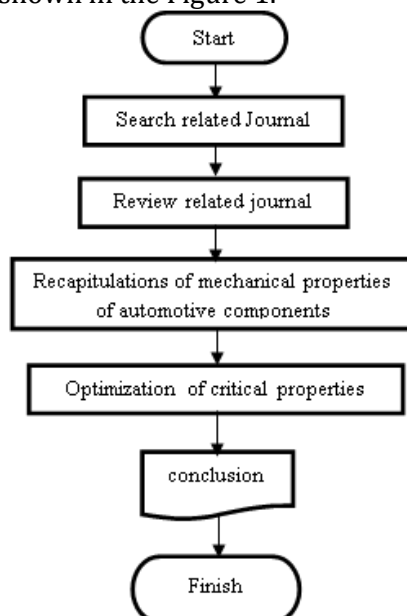 shown in the Figure 1.
Start
Search related Journal
Review related journal
Recapitulations of mechanical properties
of automotive components
Optimization of critical properties
conclusion
Finish